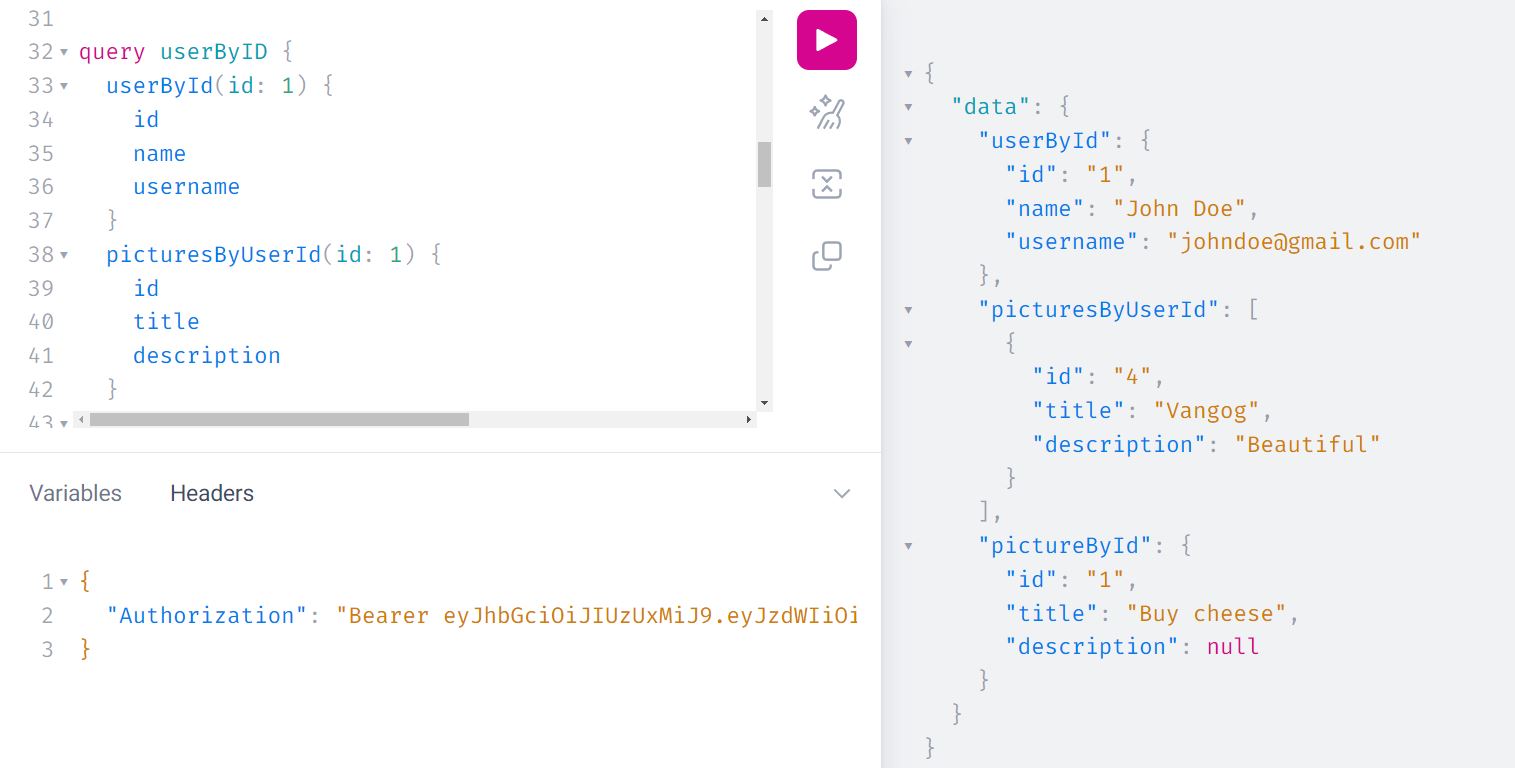 31
32 query userByID {
33 userById(id: 1) {
34 id
35 name
36 username
37 }
38 picturesByUserId(id: 1) {
39 id
40 title
41 description
42 }
43
Variables Headers
1 {
2 "Authorization": "Bearer eyJhbGciOiJIUzUxMiJ9.eyJzdWIiOi
3 }
{
"data": {
"userById": {
"id": "1",
"name": "John Doe",
"username": "johndoe@gmail.com"
},
"picturesByUserId": [
{
"id": "4",
"title": "Vangog",
"description": "Beautiful"
}
],
"pictureById": {
"id": "1",
"title": "Buy cheese",
"description": null
}
}
}